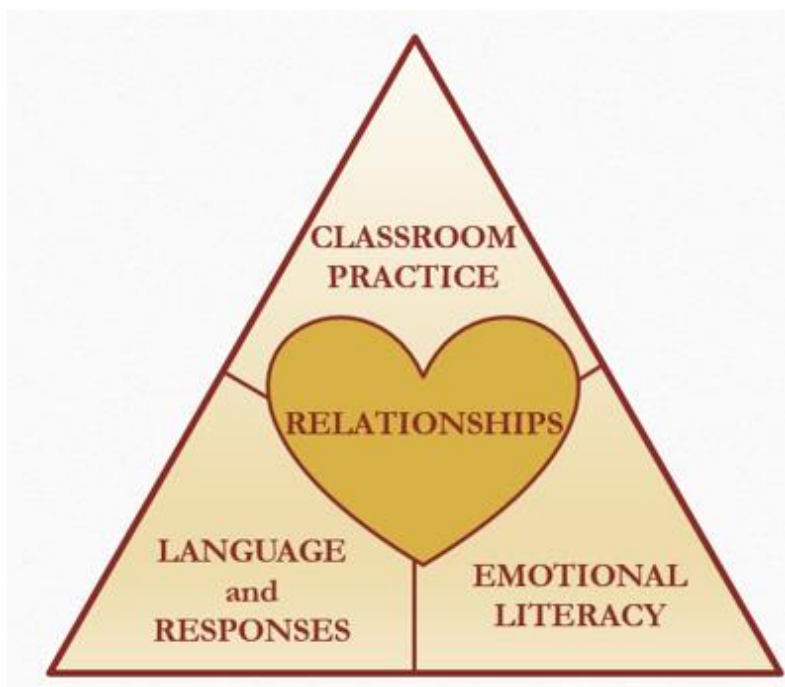 CLASSROOM
PRACTICE
RELATIONSHIPS
LANGUAGE
and
RESPONSES
EMOTIONAL
LITERACY